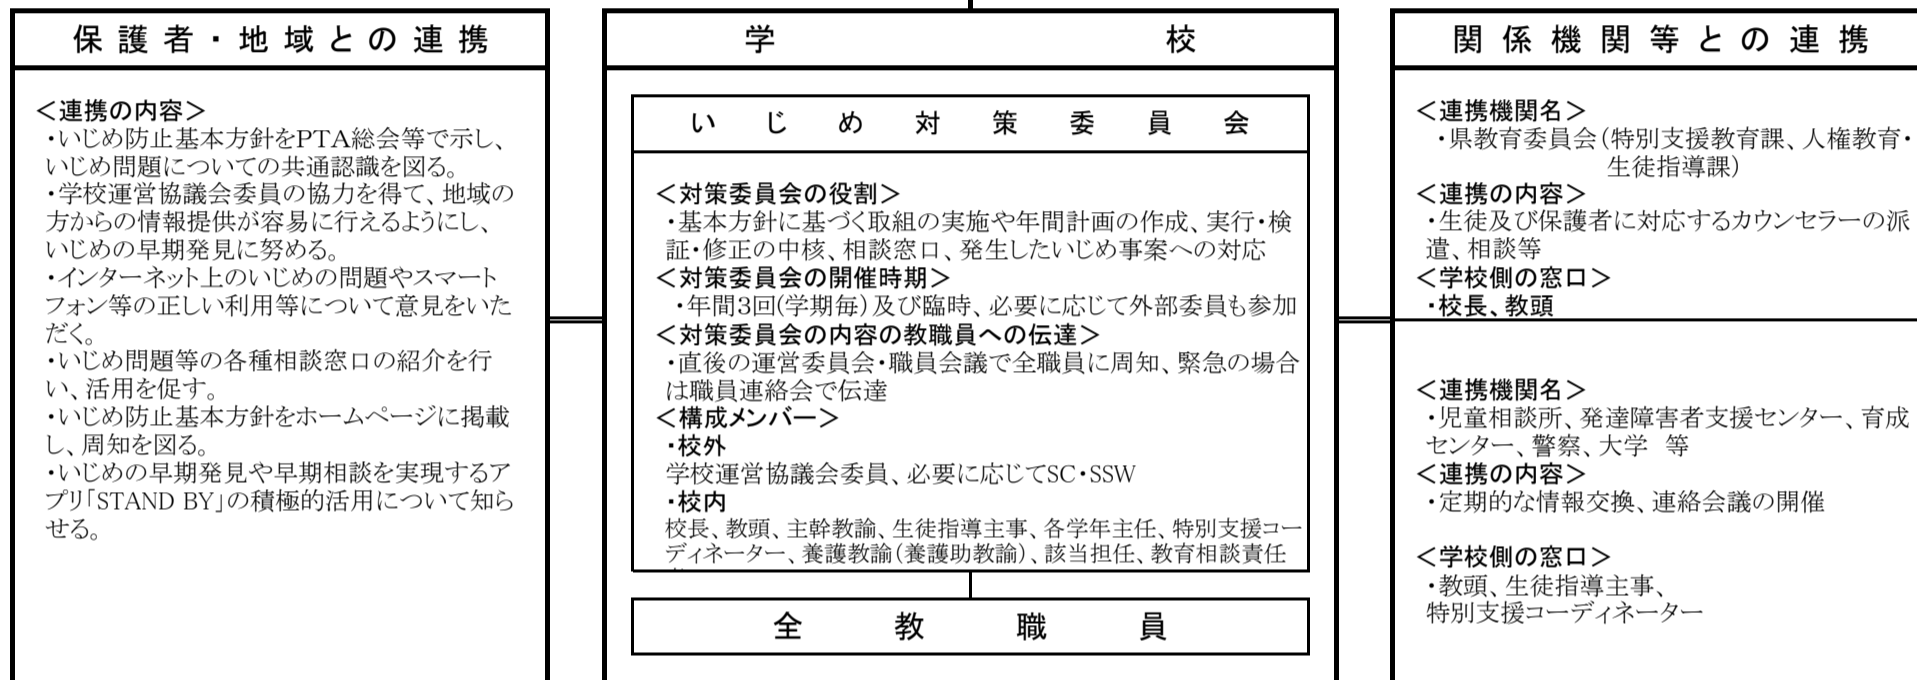 保護者・地域との連携
＜連携の内容＞
・いじめ防止基本方針をPTA総会等で示し、
いじめ問題についての共通認識を図る。
・学校運営協議会委員の協力を得て、地域の
方からの情報提供が容易に行えるようにし、
いじめの早期発見に努める。
・インターネット上のいじめの問題やスマート
フォン等の正しい利用等について意見をいた
だく。
・いじめ問題等の各種相談窓口の紹介を行
い、活用を促す。
・いじめ防止基本方針をホームページに掲載
し、周知を図る。
・いじめの早期発見や早期相談を実現するア
プリ「STAND BY」の積極的活用について知ら
せる。
学校
いじめ対策委員会
＜対策委員会の役割＞
・基本方針に基づく取組の実施や年間計画の作成、実行・検
証・修正の中核、相談窓口、発生したいじめ事案への対応
＜対策委員会の開催時期＞
・年間3回(学期毎)及び臨時、必要に応じて外部委員も参加
＜対策委員会の内容の教職員への伝達＞
・直後の運営委員会・職員会議で全職員に周知、緊急の場合
は職員連絡会で伝達
＜構成メンバー＞
・校外
学校運営協議会委員、必要に応じてSC・SSW
・校内
校長、教頭、主幹教諭、生徒指導主事、各学年主任、特別支援コー
ディネーター、養護教諭(養護助教諭)、該当担任、教育相談責任
全教職員
関係機関等との連携
＜連携機関名＞
・県教育委員会(特別支援教育課、人権教育・
生徒指導課)
＜連携の内容＞
・生徒及び保護者に対応するカウンセラーの派
遣、相談等
＜学校側の窓口＞
・校長、教頭
＜連携機関名＞
・児童相談所、発達障害者支援センター、育成
センター、警察、大学　等
＜連携の内容＞
・定期的な情報交換、連絡会議の開催
＜学校側の窓口＞
・教頭、生徒指導主事、
特別支援コーディネーター